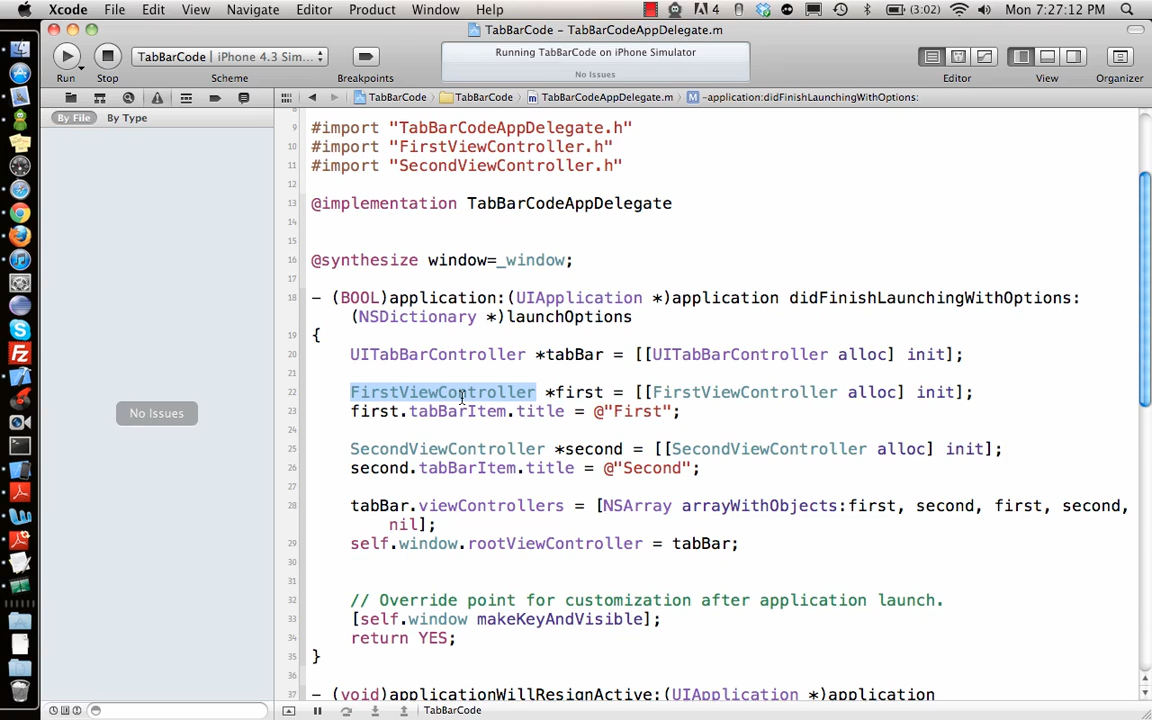 Xcode File Edit View Navigate Editor Product Window Help 4 (3:02) Mon 7:27:12 PM
TabBarCode – TabBarCodeAppDelegate.m
TabBarCode | iPhone 4.3 Sim...
Running TabBarCode on iPhone Simulator
No Issues
Run Stop Scheme Breakpoints Editor View Organizer
TabBarCode TabBarCode TabBarCodeAppDelegate.m M –application:didFinishLaunchingWithOptions:
By File By Type
No Issues
8
9 #import "TabBarCodeAppDelegate.h"
10 #import "FirstViewController.h"
11 #import "SecondViewController.h"
12
13 @implementation TabBarCodeAppDelegate
14
15
16 @synthesize window=_window;
17
18 - (BOOL)application:(UIApplication *)application didFinishLaunchingWithOptions:
(NSDictionary *)launchOptions
19 {
20 UITabBarController *tabBar = [[UITabBarController alloc] init];
21
22 FirstViewController *first = [[FirstViewController alloc] init];
23 first.tabBarItem.title = @"First";
24
25 SecondViewController *second = [[SecondViewController alloc] init];
26 second.tabBarItem.title = @"Second";
27
28 tabBar.viewControllers = [NSArray arrayWithObjects:first, second, first, second,
nil];
29 self.window.rootViewController = tabBar;
30
31
32 // Override point for customization after application launch.
33 [self.window makeKeyAndVisible];
34 return YES;
35 }
36
37 - (void)applicationWillResignActive:(UIApplication *)application
TabBarCode